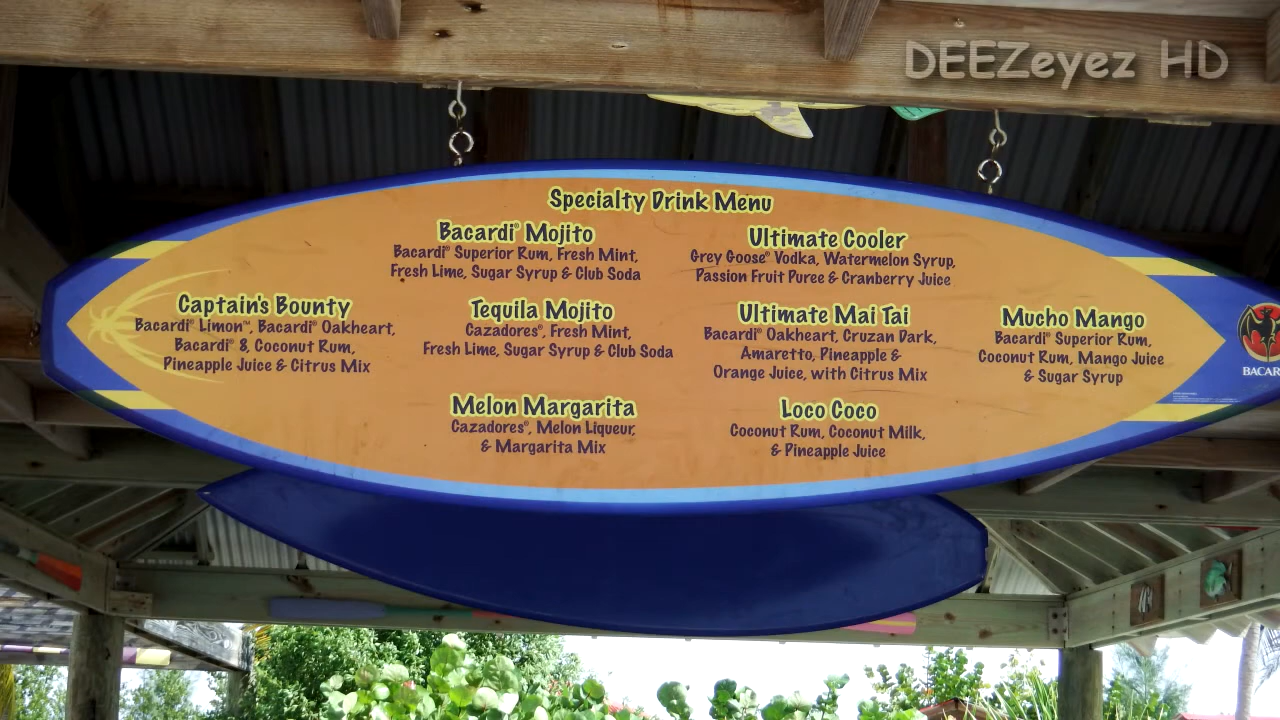 DEEZeyez HD
Specialty Drink Menu
Bacardi® Mojito
Bacardi® Superior Rum, Fresh Mint,
Fresh Lime, Sugar Syrup & Club Soda
Ultimate Cooler
Grey Goose® Vodka, Watermelon Syrup,
Passion Fruit Puree & Cranberry Juice
Captain's Bounty
Bacardi® Limon™, Bacardi® Oakheart,
Bacardi® 8, Coconut Rum,
Pineapple Juice & Citrus Mix
Tequila Mojito
Cazadores®, Fresh Mint,
Fresh Lime, Sugar Syrup & Club Soda
Ultimate Mai Tai
Bacardi® Oakheart, Cruzan Dark,
Amaretto, Pineapple &
Orange Juice, with Citrus Mix
Mucho Mango
Bacardi® Superior Rum,
Coconut Rum, Mango Juice
& Sugar Syrup
Melon Margarita
Cazadores®, Melon Liqueur,
& Margarita Mix
Loco Coco
Coconut Rum, Coconut Milk,
& Pineapple Juice
BACAR